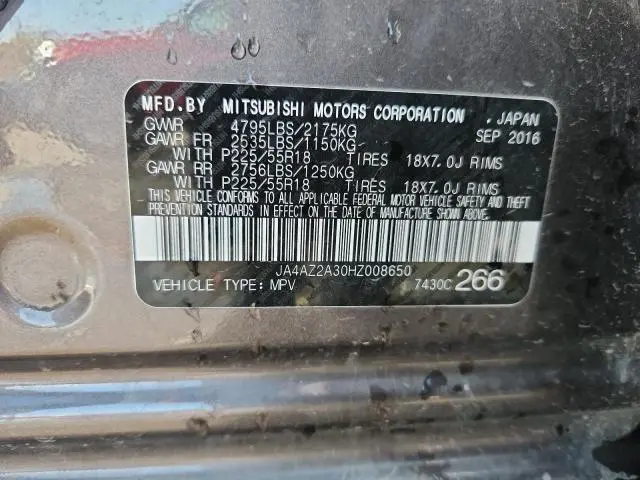 MFD.BY MITSUBISHI MOTORS CORPORATION , JAPAN
GVWR 4795LBS/2175KG SEP 2016
GAWR FR 2535LBS/1150KG
WITH P225/55R18 TIRES 18X7.0J RIMS
GAWR RR 2756LBS/1250KG
WITH P225/55R18 TIRES 18X7.0J RIMS
THIS VEHICLE CONFORMS TO ALL APPLICABLE FEDERAL MOTOR VEHICLE SAFETY AND THEFT
PREVENTION STANDARDS IN EFFECT ON THE DATE OF MANUFACTURE SHOWN ABOVE.
JA4AZ2A30HZ008650
VEHICLE TYPE: MPV 7430C 266